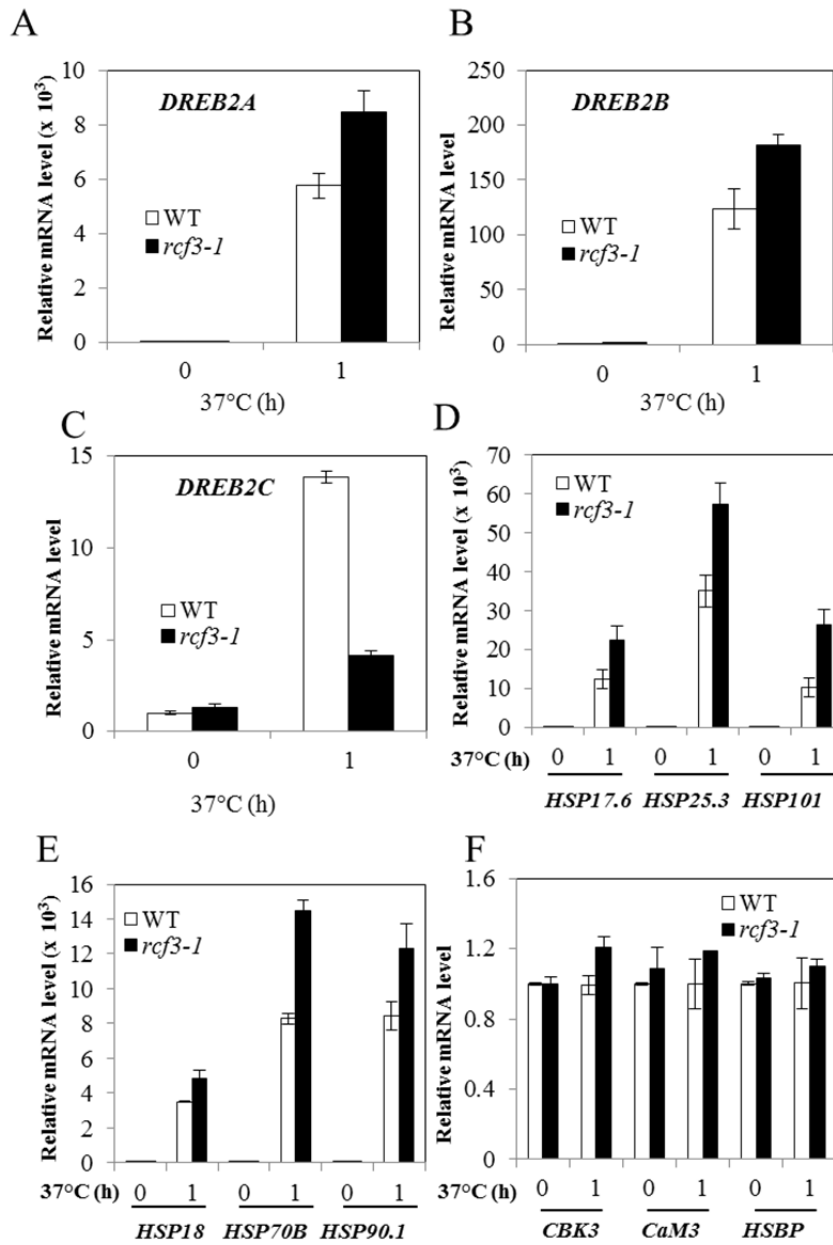 A
Relative mRNA level (x 10³)
10
8
6
4
2
0
DREB2A
WT
rcf3-1
0 1
37°C (h)
B
Relative mRNA level
250
200
150
100
50
0
DREB2B
WT
rcf3-1
0 1
37°C (h)
C
Relative mRNA level
15
10
5
0
DREB2C
WT
rcf3-1
0 1
37°C (h)
D
Relative mRNA level (x 10³)
70
60
50
40
30
20
10
0
WT
rcf3-1
37°C (h) 0 1 0 1 0 1
HSP17.6 HSP25.3 HSP101
E
Relative mRNA level (x 10³)
16
14
12
10
8
6
4
2
0
WT
rcf3-1
37°C (h) 0 1 0 1 0 1
HSP18 HSP70B HSP90.1
F
Relative mRNA level
1.6
1.2
0.8
0.4
0
WT
rcf3-1
37°C (h) 0 1 0 1 0 1
CBK3 CaM3 HSBP